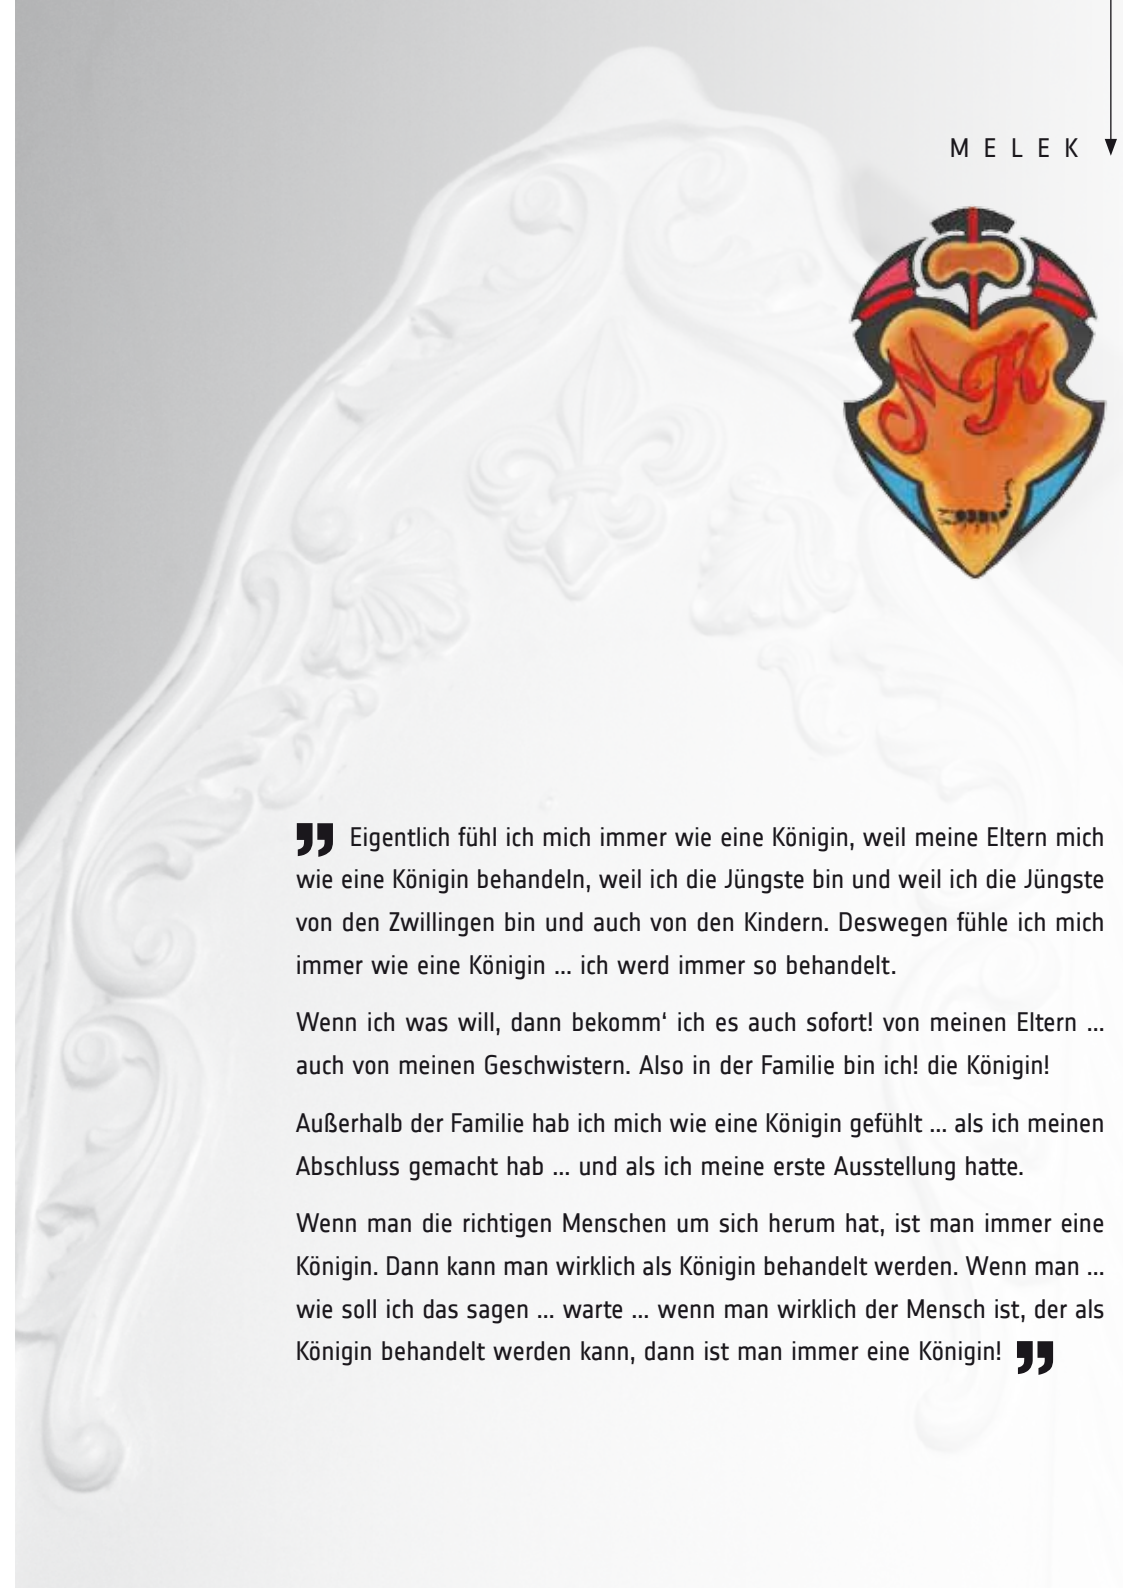 MELEK
MK
Eigentlich fühl ich mich immer wie eine Königin, weil meine Eltern mich
wie eine Königin behandeln, weil ich die Jüngste bin und weil ich die Jüngste
von den Zwillingen bin und auch von den Kindern. Deswegen fühle ich mich
immer wie eine Königin ... ich werd immer so behandelt.
Wenn ich was will, dann bekomm‘ ich es auch sofort! von meinen Eltern ...
auch von meinen Geschwistern. Also in der Familie bin ich! die Königin!
Außerhalb der Familie hab ich mich wie eine Königin gefühlt ... als ich meinen
Abschluss gemacht hab ... und als ich meine erste Ausstellung hatte.
Wenn man die richtigen Menschen um sich herum hat, ist man immer eine
Königin. Dann kann man wirklich als Königin behandelt werden. Wenn man ...
wie soll ich das sagen ... warte ... wenn man wirklich der Mensch ist, der als
Königin behandelt werden kann, dann ist man immer eine Königin! ”